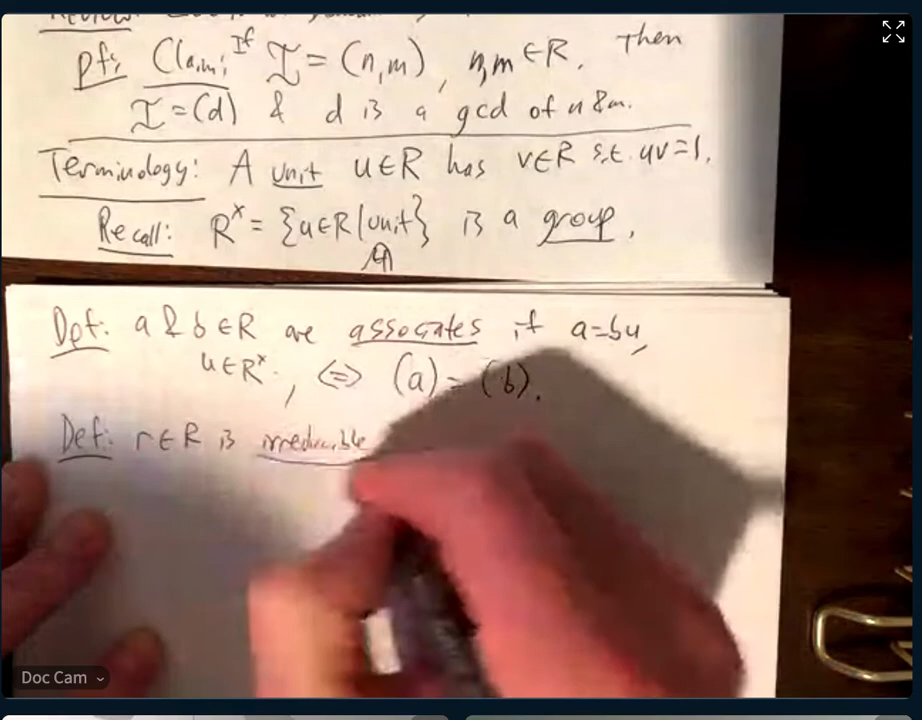 Review:
pf: Claim: If I = (n,m), n,m ∈ R. Then
I = (d) & d is a gcd of n & m.
Terminology: A unit u ∈ R has v ∈ R s.t. uv = 1.
Recall: R^× = {u ∈ R | unit} is a group.
Def: a & b ∈ R are associates if a = bu,
u ∈ R^×, ⇔ (a) = (b).
Def: r ∈ R is irreducible
Doc Cam